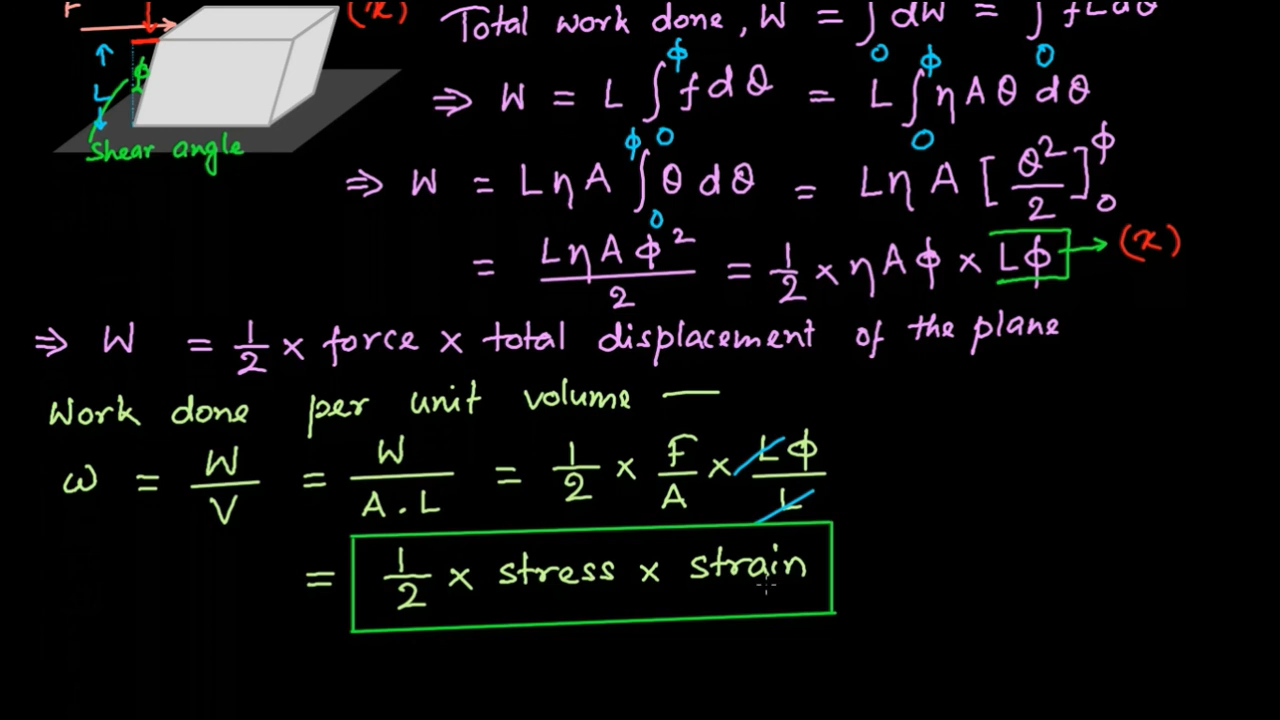 F
(x)
Total work done, W = ∫ dW = ∫ fLdθ
0 0
L ϕ
Shear angle
⇒ W = L ∫₀^ϕ f dθ = L ∫₀^ϕ ηAθ dθ
⇒ W = LηA ∫₀^ϕ θ dθ = LηA [θ²/2]₀^ϕ
= LηAϕ²/2 = 1/2 × ηAϕ × Lϕ → (x)
⇒ W = 1/2 × force × total displacement of the plane
Work done per unit volume —
ω = W/V = W/A.L = 1/2 × F/A × Lϕ/L
= 1/2 × stress × strain